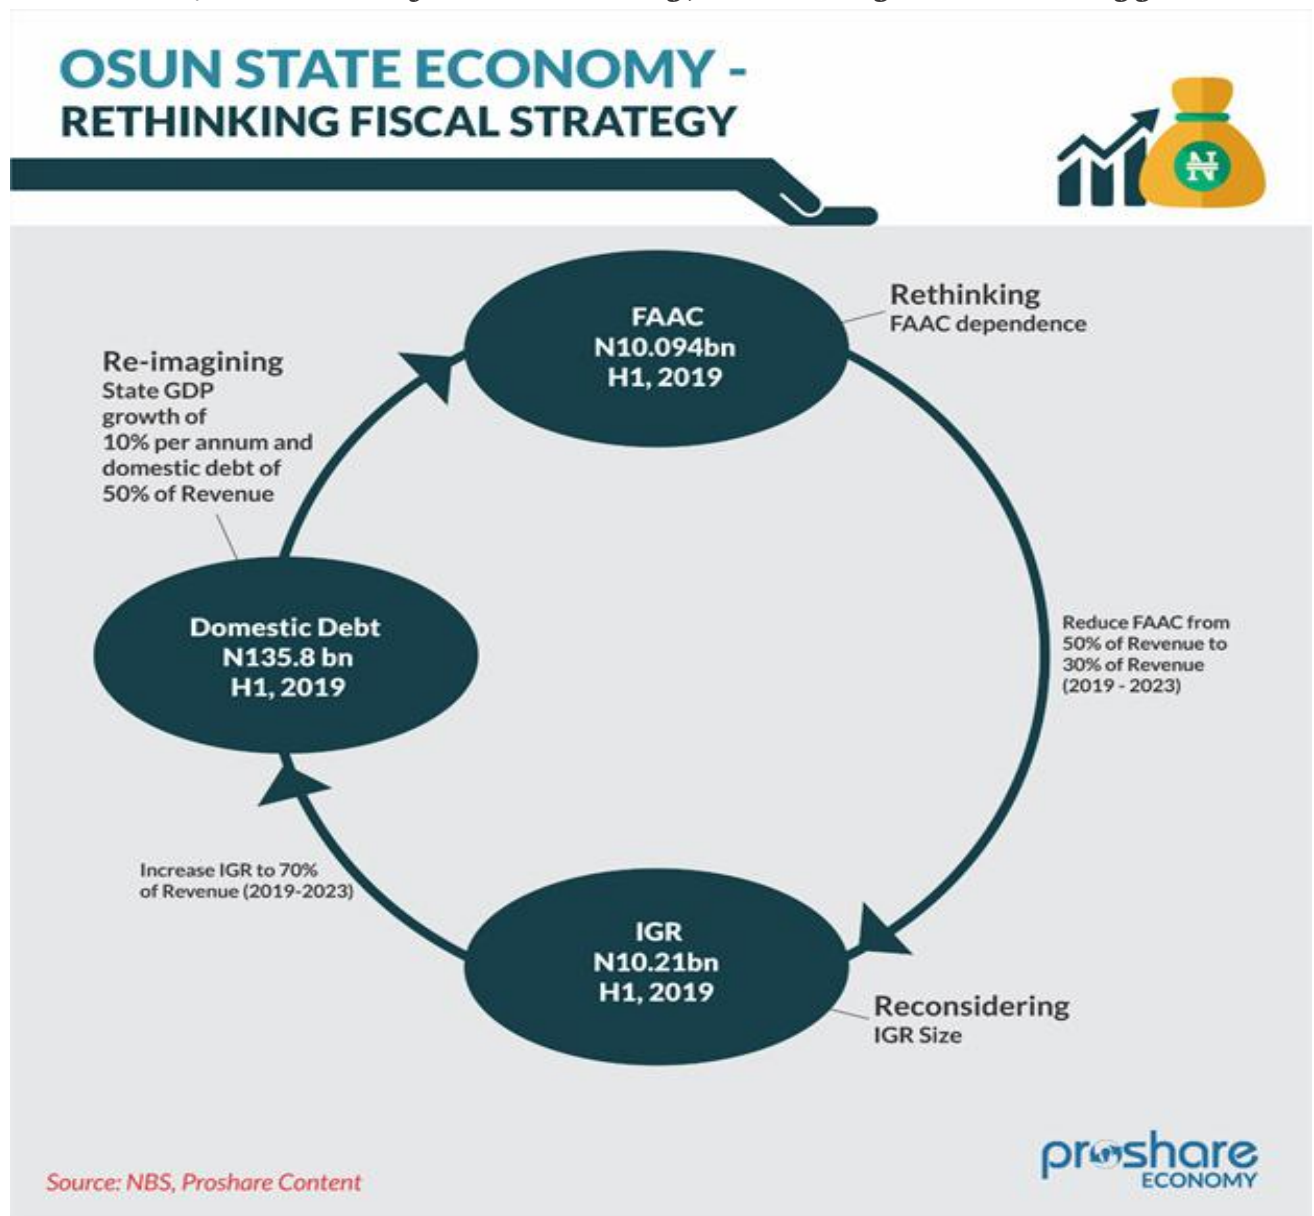 OSUN STATE ECONOMY -
RETHINKING FISCAL STRATEGY
₦
FAAC
N10.094bn
H1, 2019
Rethinking
FAAC dependence
Re-imagining
State GDP
growth of
10% per annum and
domestic debt of
50% of Revenue
Domestic Debt
N135.8 bn
H1, 2019
Reduce FAAC from
50% of Revenue to
30% of Revenue
(2019 - 2023)
Increase IGR to 70%
of Revenue (2019-2023)
IGR
N10.21bn
H1, 2019
Reconsidering
IGR Size
proshare
ECONOMY
Source: NBS, Proshare Content